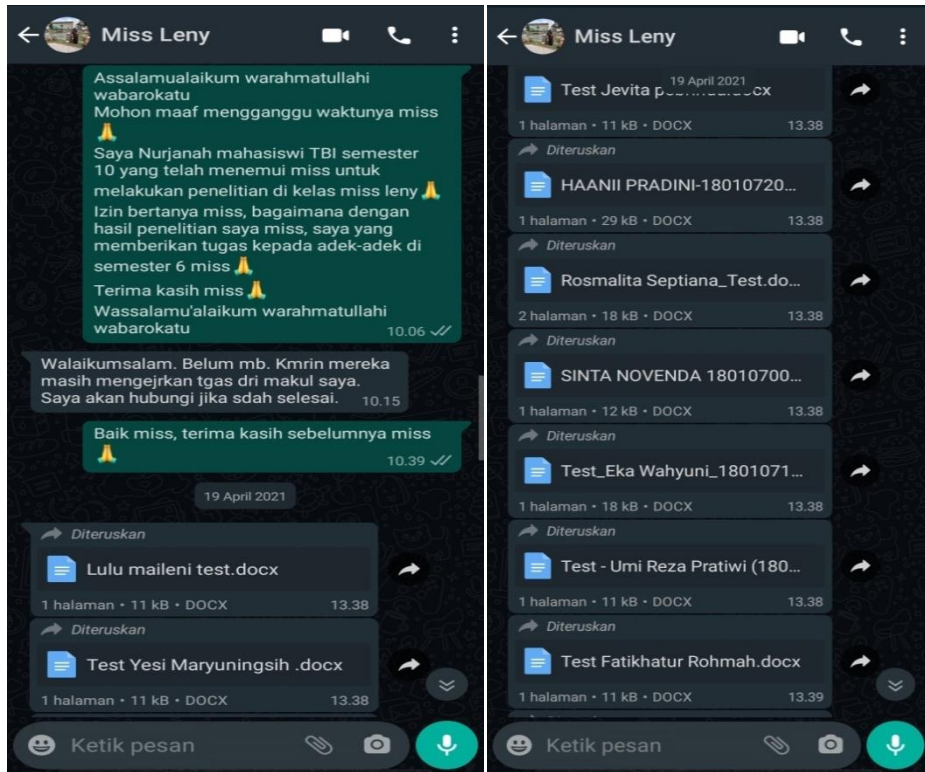 Miss Leny
Assalamualaikum warahmatullahi
wabarokatu
Mohon maaf mengganggu waktunya miss
🙏
Saya Nurjanah mahasiswi TBI semester
10 yang telah menemui miss untuk
melakukan penelitian di kelas miss leny 🙏
Izin bertanya miss, bagaimana dengan
hasil penelitian saya miss, saya yang
memberikan tugas kepada adek-adek di
semester 6 miss 🙏
Terima kasih miss 🙏
Wassalamu'alaikum warahmatullahi
wabarokatu
10.06
Walaikumsalam. Belum mb. Kmrin mereka
masih mengejrkan tgas dri makul saya.
Saya akan hubungi jika sdah selesai. 10.15
Baik miss, terima kasih sebelumnya miss
🙏
10.39
19 April 2021
Diteruskan
Lulu maileni test.docx
1 halaman • 11 kB • DOCX 13.38
Diteruskan
Test Yesi Maryuningsih .docx
1 halaman • 11 kB • DOCX 13.38
Ketik pesan
Miss Leny
19 April 2021
Test Jevita
1 halaman • 11 kB • DOCX 13.38
Diteruskan
HAANII PRADINI-18010720...
1 halaman • 29 kB • DOCX 13.38
Diteruskan
Rosmalita Septiana_Test.do...
2 halaman • 18 kB • DOCX 13.38
Diteruskan
SINTA NOVENDA 18010700...
1 halaman • 12 kB • DOCX 13.38
Diteruskan
Test_Eka Wahyuni_1801071...
1 halaman • 18 kB • DOCX 13.38
Diteruskan
Test - Umi Reza Pratiwi (180...
1 halaman • 11 kB • DOCX 13.38
Diteruskan
Test Fatikhatur Rohmah.docx
1 halaman • 11 kB • DOCX 13.39
Ketik pesan